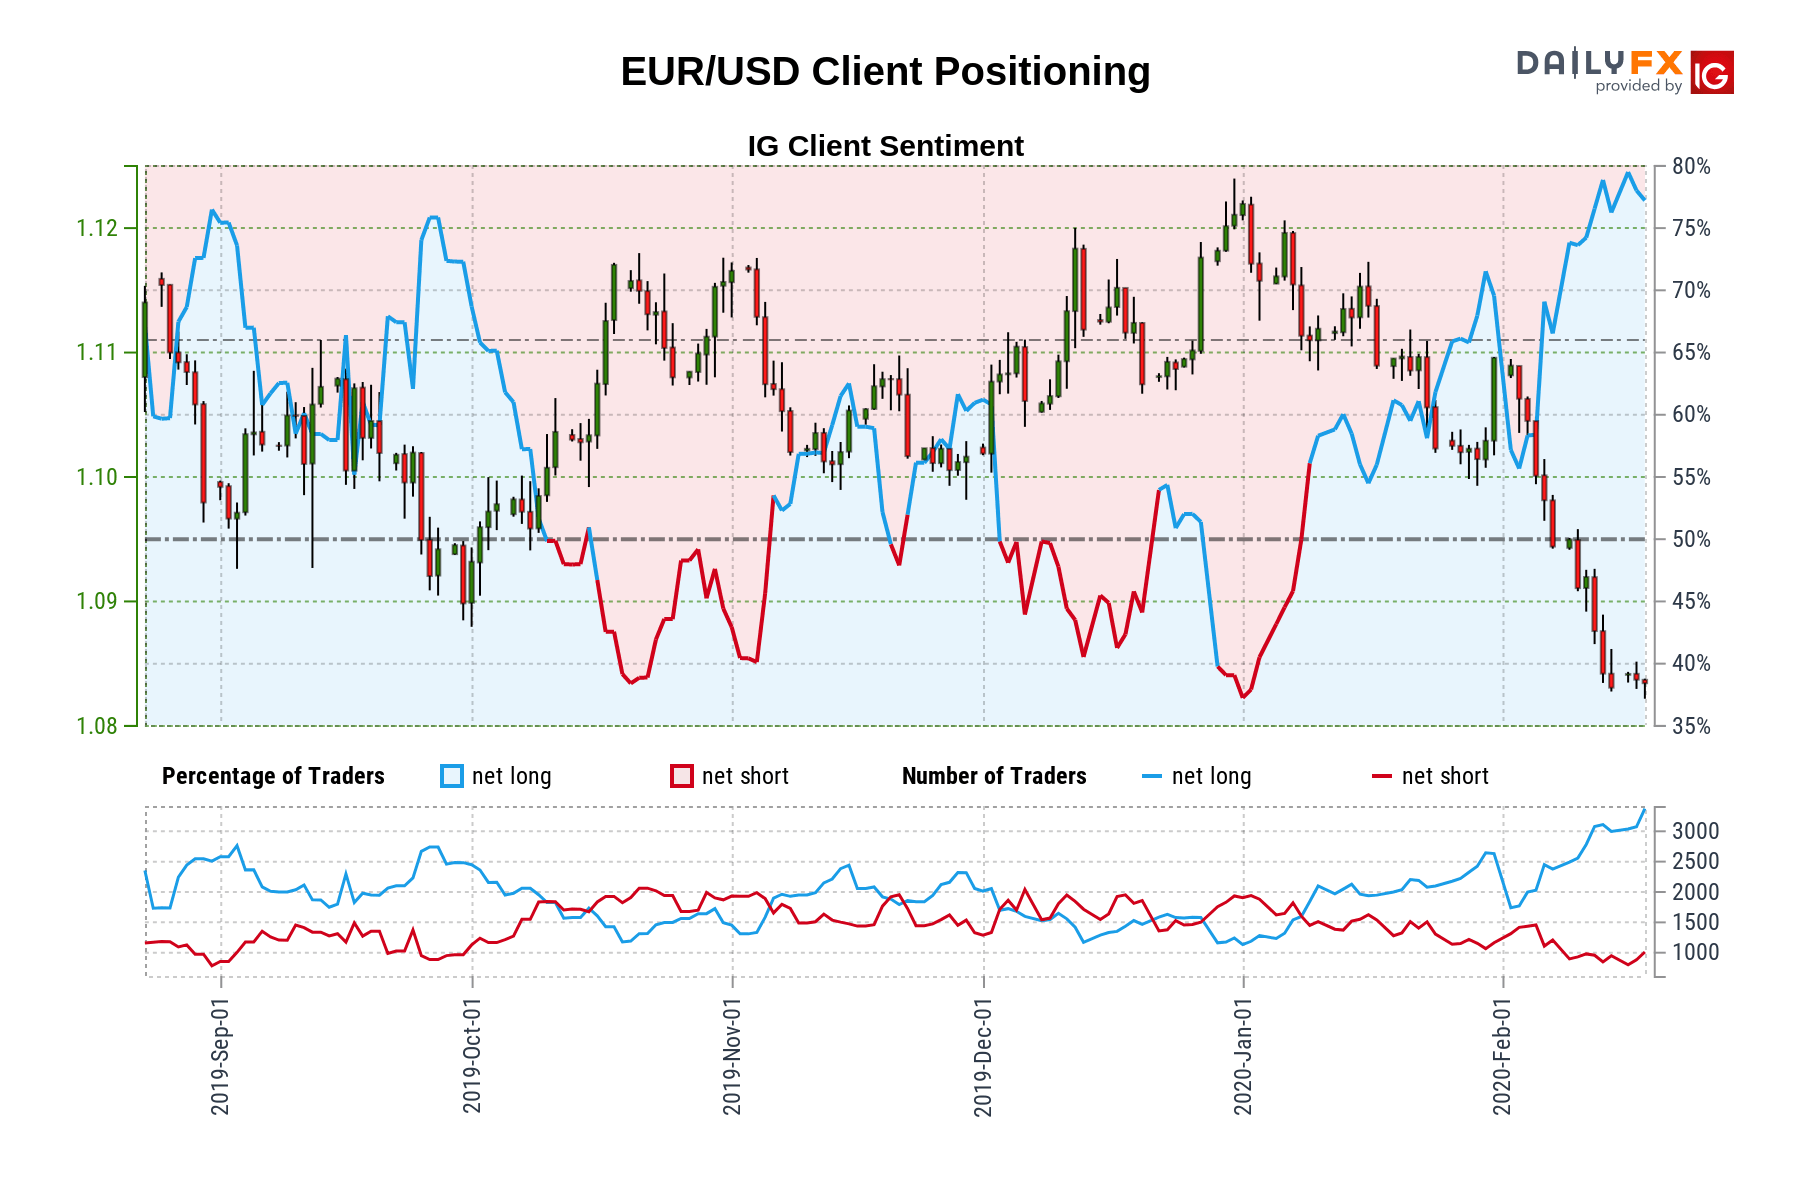 EUR/USD Client Positioning
DAILYFX
provided by IG
IG Client Sentiment
1.12
1.11
1.10
1.09
1.08
80%
75%
70%
65%
60%
55%
50%
45%
40%
35%
Percentage of Traders net long net short Number of Traders net long net short
3000
2500
2000
1500
1000
2019-Sep-01
2019-Oct-01
2019-Nov-01
2019-Dec-01
2020-Jan-01
2020-Feb-01